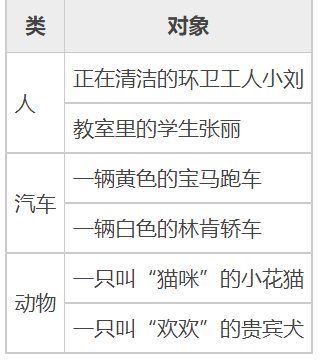 类 对象
人
正在清洁的环卫工人小刘
教室里的学生张丽
汽车
一辆黄色的宝马跑车
一辆白色的林肯轿车
动物
一只叫“猫咪”的小花猫
一只叫“欢欢”的贵宾犬